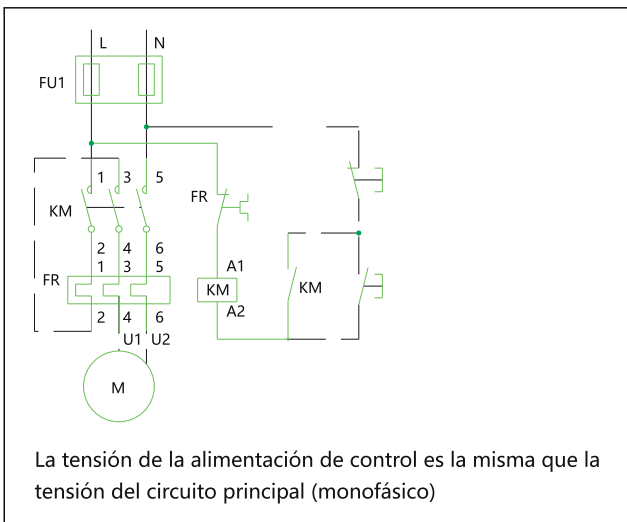 L N
FU1
1 3 5
KM
FR
2 4 6
1 3 5
FR
A1
KM
KM
A2
2 4 6
U1 U2
M
La tensión de la alimentación de control es la misma que la
tensión del circuito principal (monofásico)